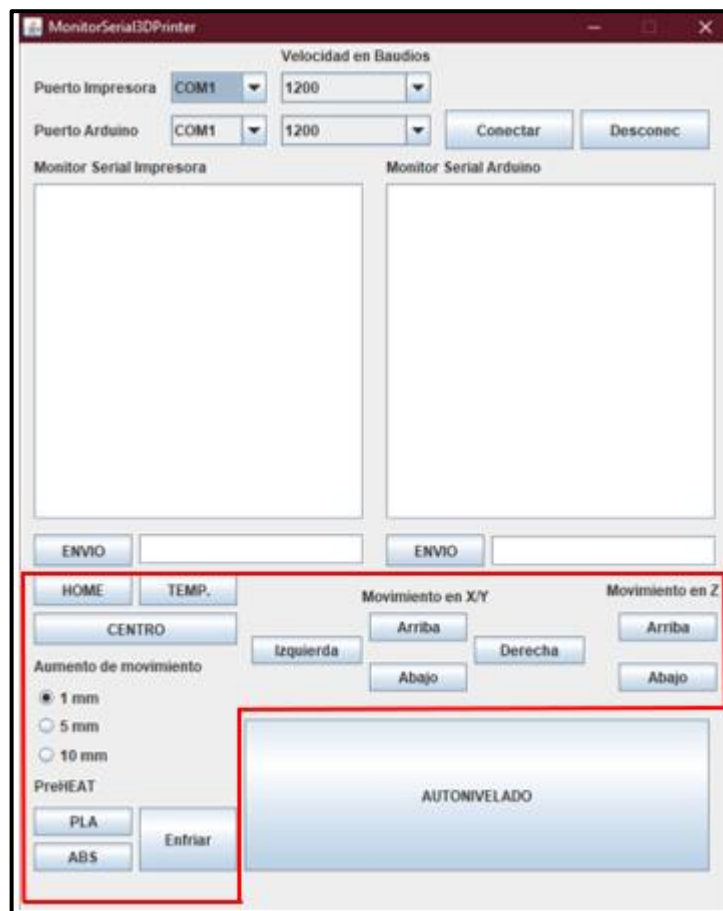 MonitorSerial3DPrinter
Velocidad en Baudios
Puerto Impresora COM1 1200
Puerto Arduino COM1 1200 Conectar Desconec
Monitor Serial Impresora Monitor Serial Arduino
ENVIO ENVIO
HOME TEMP. Movimiento en X/Y Movimiento en Z
CENTRO Arriba Arriba
Izquierda Derecha
Aumento de movimiento Abajo Abajo
1 mm
5 mm
10 mm
PreHEAT
AUTONIVELADO
PLA
Enfriar
ABS